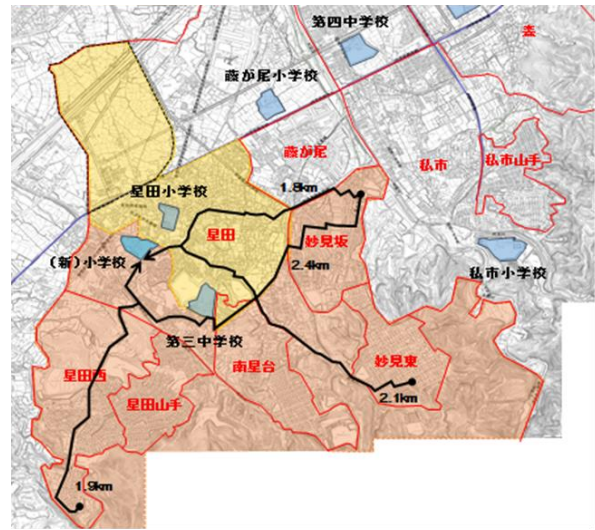 第四中学校
森
藤が尾小学校
藤が尾
私市
私市山手
星田小学校
1.8km
星田
妙見坂
(新)小学校
2.4km
私市小学校
第三中学校
星田西
南星台
妙見東
星田山手
2.1km
1.9km